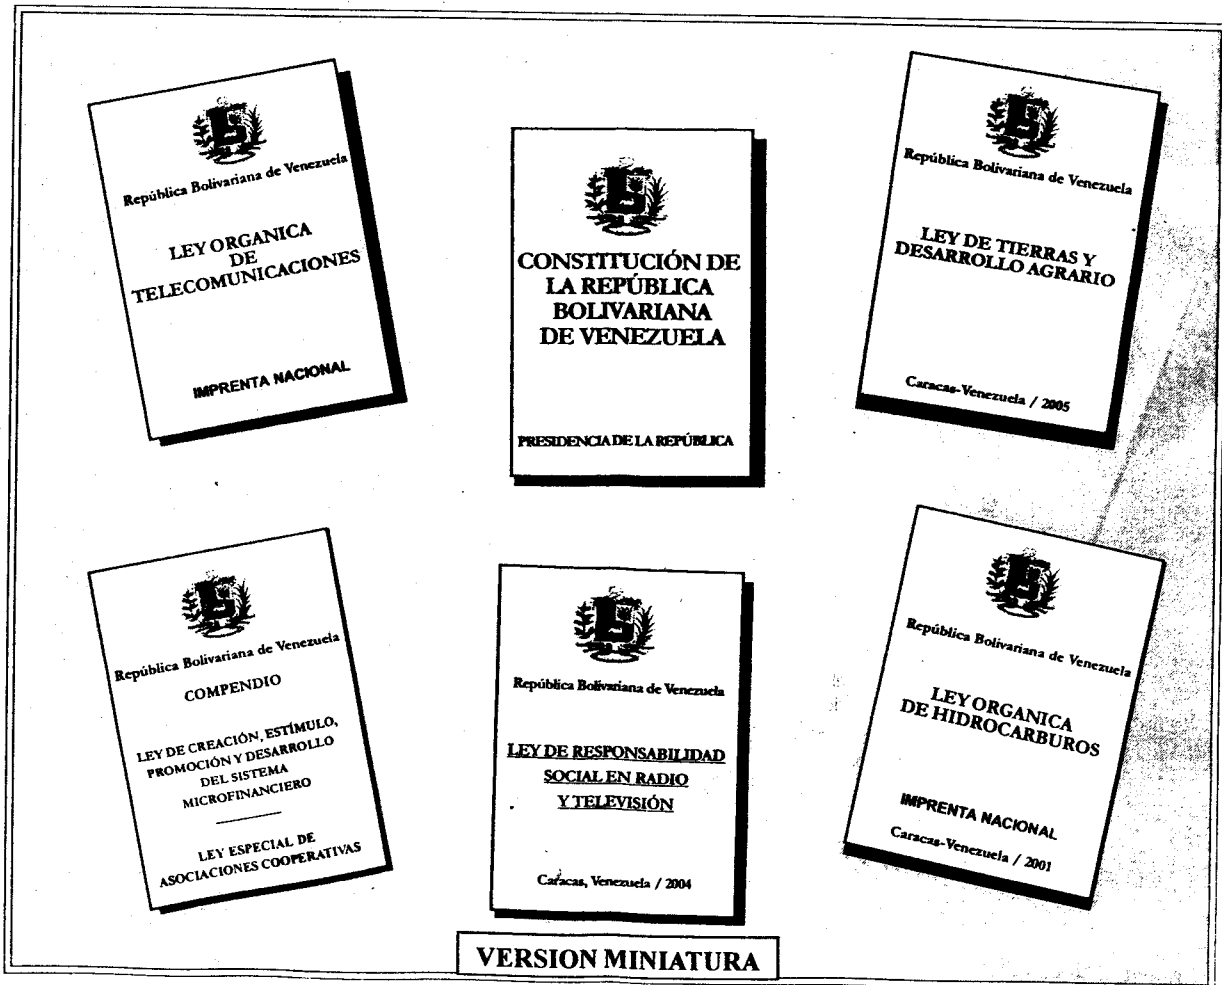 República Bolivariana de Venezuela
LEY ORGANICA
DE
TELECOMUNICACIONES
IMPRENTA NACIONAL
CONSTITUCIÓN DE
LA REPÚBLICA
BOLIVARIANA
DE VENEZUELA
PRESIDENCIA DE LA REPÚBLICA
República Bolivariana de Venezuela
LEY DE TIERRAS Y
DESARROLLO AGRARIO
Caracas-Venezuela / 2005
República Bolivariana de Venezuela
COMPENDIO
LEY DE CREACIÓN, ESTÍMULO,
PROMOCIÓN Y DESARROLLO
DEL SISTEMA
MICROFINANCIERO
LEY ESPECIAL DE
ASOCIACIONES COOPERATIVAS
República Bolivariana de Venezuela
LEY DE RESPONSABILIDAD
SOCIAL EN RADIO
Y TELEVISIÓN
Caracas, Venezuela / 2004
República Bolivariana de Venezuela
LEY ORGANICA
DE HIDROCARBUROS
IMPRENTA NACIONAL
Caracas-Venezuela / 2001
VERSION MINIATURA